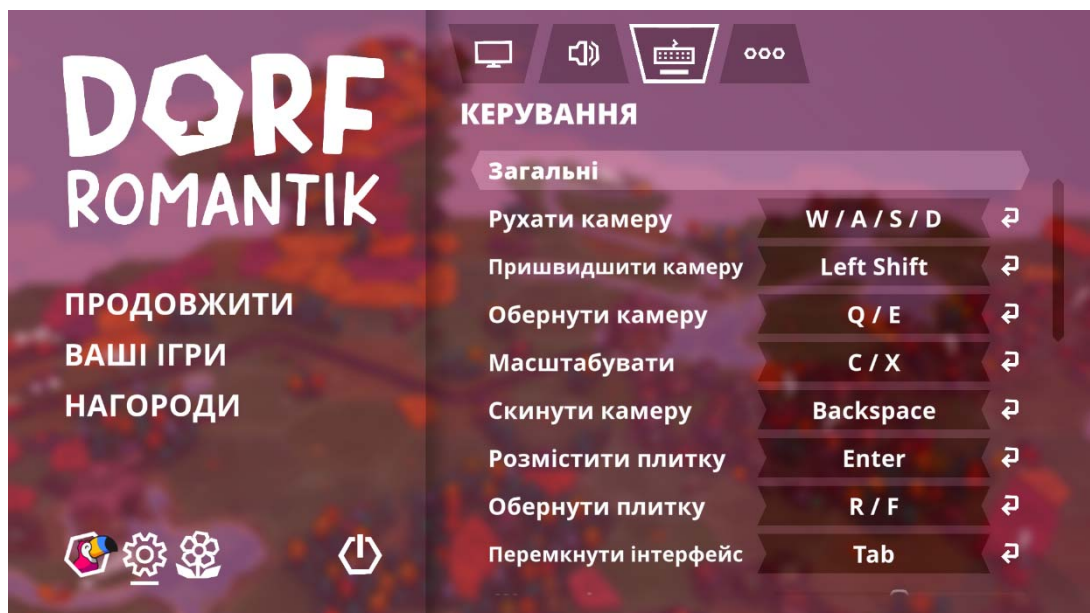 DORF
ROMANTIK
ПРОДОВЖИТИ
ВАШІ ІГРИ
НАГОРОДИ
КЕРУВАННЯ
Загальні
Рухати камеру W / A / S / D
Пришвидшити камеру Left Shift
Обернути камеру Q / E
Масштабувати C / X
Скинути камеру Backspace
Розмістити плитку Enter
Обернути плитку R / F
Перемкнути інтерфейс Tab